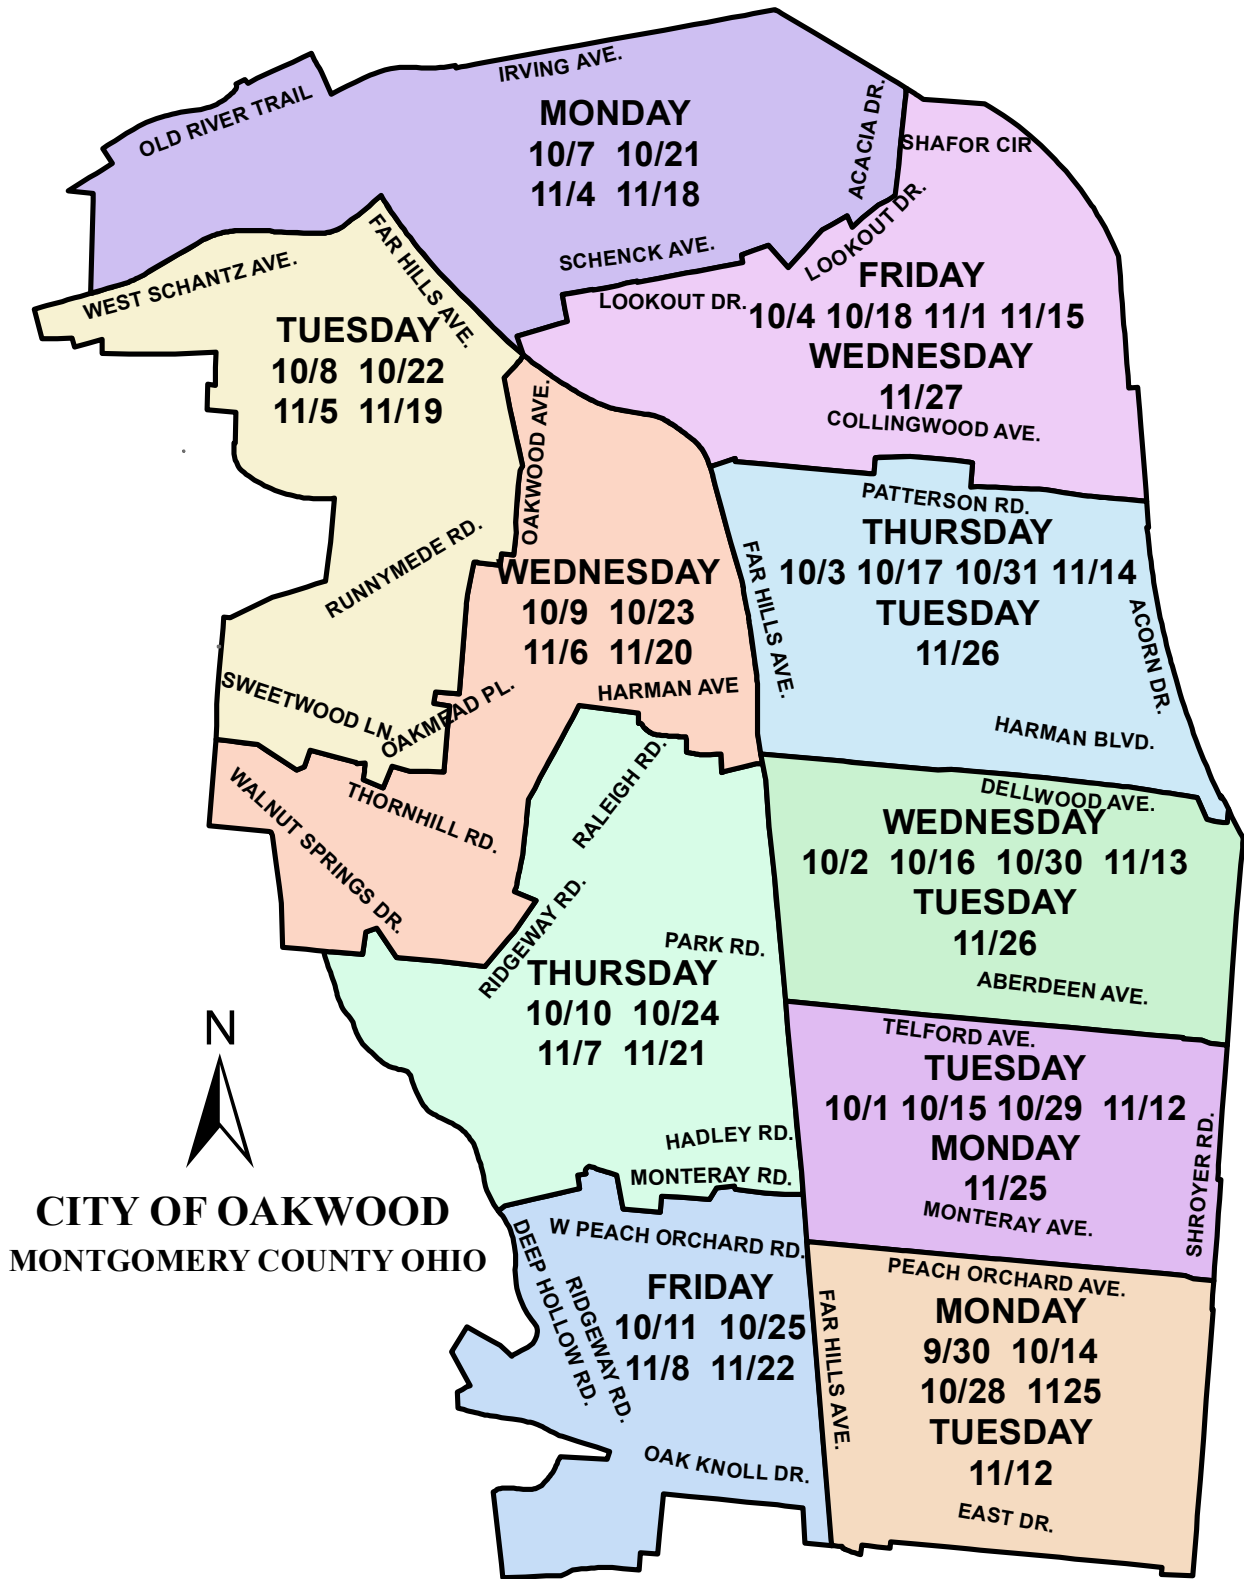 IRVING AVE.
OLD RIVER TRAIL
MONDAY
10/7 10/21
11/4 11/18
ACACIA DR.
SCHENCK AVE.
SHAFOR CIR
LOOKOUT DR.
LOOKOUT DR.
FRIDAY
10/4 10/18 11/1 11/15
WEDNESDAY
11/27
COLLINGWOOD AVE.
WEST SCHANTZ AVE.
FAR HILLS AVE.
TUESDAY
10/8 10/22
11/5 11/19
RUNNYMEDE RD.
SWEETWOOD LN.
OAKMEAD PL.
OAKWOOD AVE.
WEDNESDAY
10/9 10/23
11/6 11/20
HARMAN AVE
THORNHILL RD.
WALNUT SPRINGS DR.
PATTERSON RD.
THURSDAY
10/3 10/17 10/31 11/14
TUESDAY
11/26
FAR HILLS AVE.
ACORN DR.
HARMAN BLVD.
DELLWOOD AVE.
WEDNESDAY
10/2 10/16 10/30 11/13
TUESDAY
11/26
ABERDEEN AVE.
RALEIGH RD.
RIDGEWAY RD.
PARK RD.
THURSDAY
10/10 10/24
11/7 11/21
HADLEY RD.
MONTERAY RD.
TELFORD AVE.
TUESDAY
10/1 10/15 10/29 11/12
MONDAY
11/25
MONTERAY AVE.
SHROYER RD.
N
CITY OF OAKWOOD
MONTGOMERY COUNTY OHIO
W PEACH ORCHARD RD.
DEEP HOLLOW RD.
RIDGEWAY RD.
FRIDAY
10/11 10/25
11/8 11/22
OAK KNOLL DR.
FAR HILLS AVE.
PEACH ORCHARD AVE.
MONDAY
9/30 10/14
10/28 1125
TUESDAY
11/12
EAST DR.